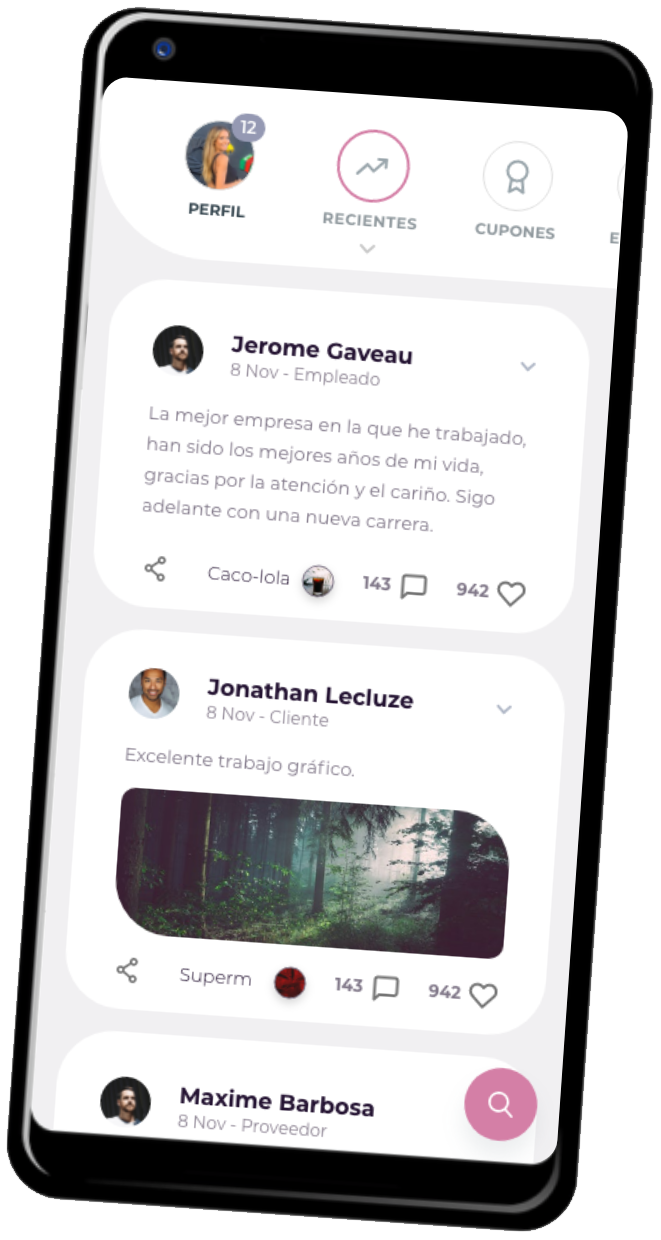 12
PERFIL
RECIENTES
CUPONES
E
Jerome Gaveau
8 Nov - Empleado
La mejor empresa en la que he trabajado,
han sido los mejores años de mi vida,
gracias por la atención y el cariño. Sigo
adelante con una nueva carrera.
Caco-lola 143 942
Jonathan Lecluze
8 Nov - Cliente
Excelente trabajo gráfico.
Superm 143 942
Maxime Barbosa
8 Nov - Proveedor